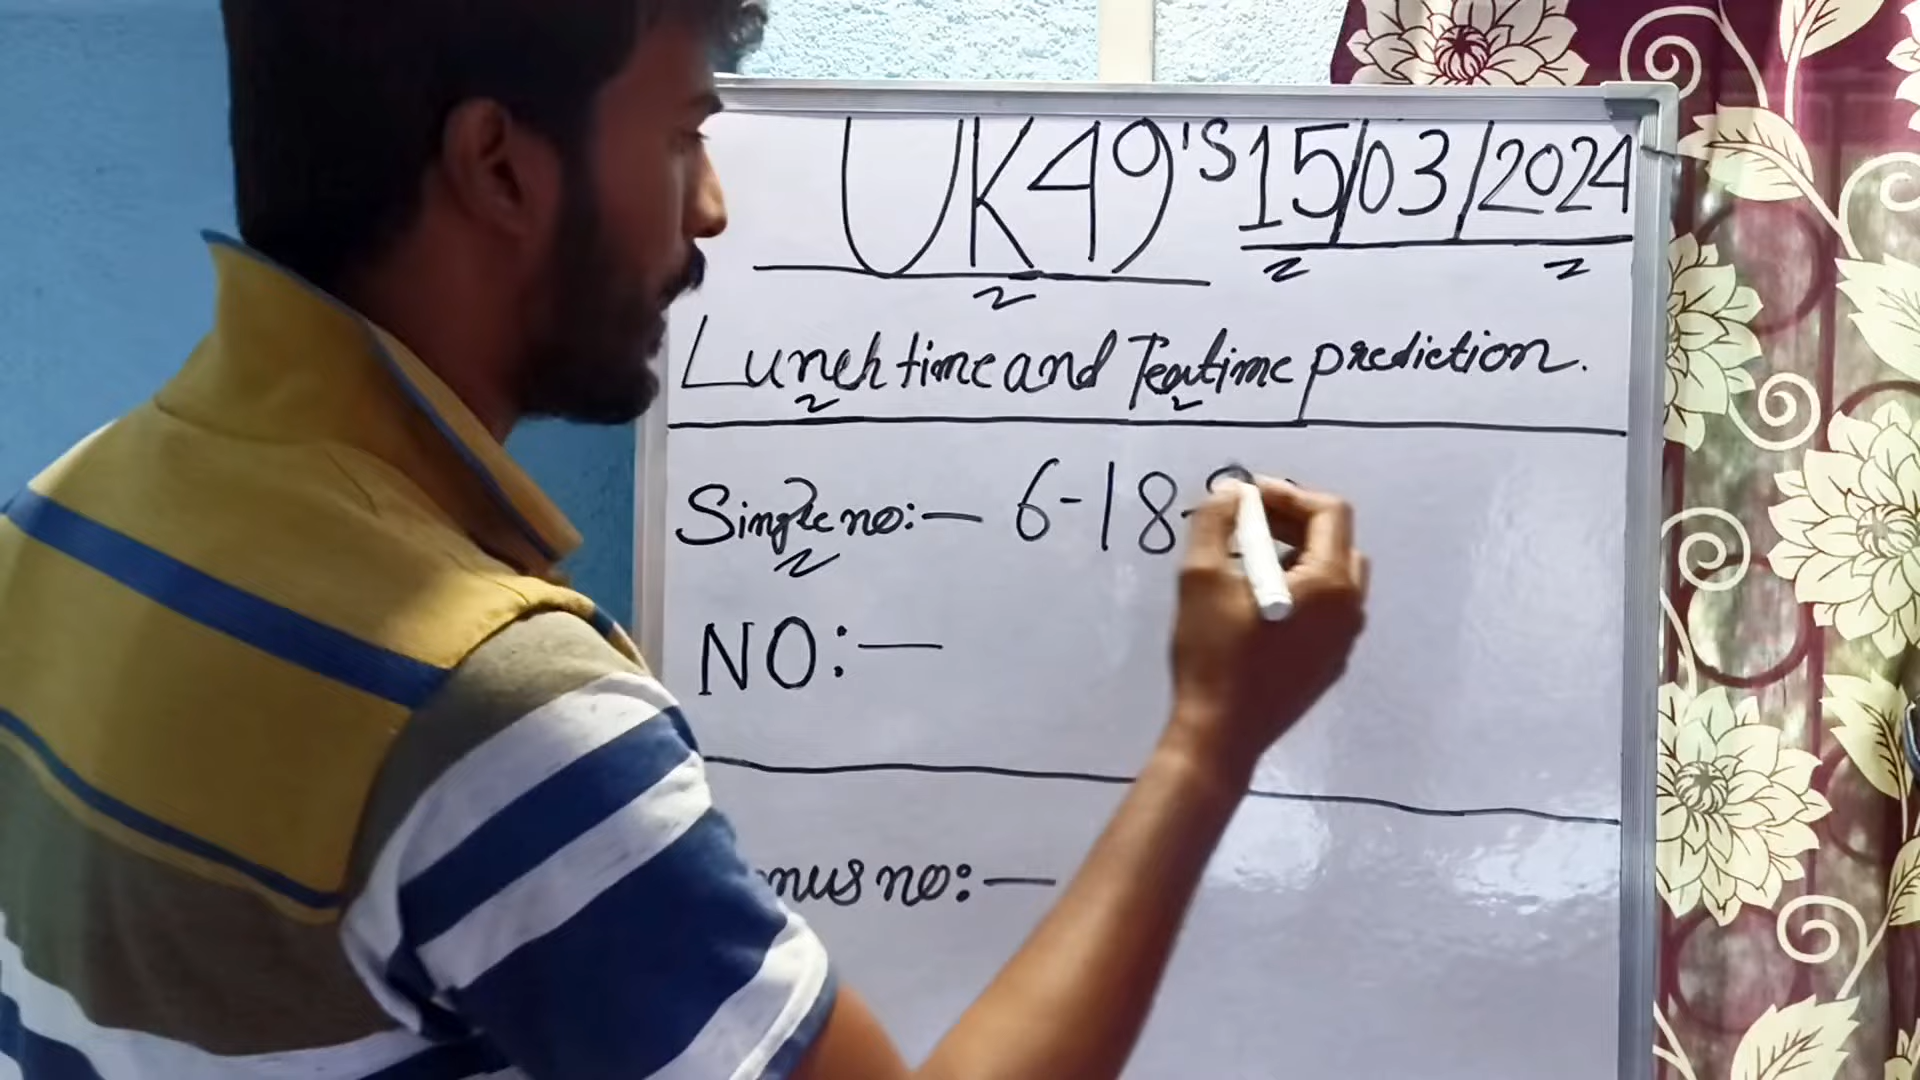 UK49'S 15/03/2024
Lunch time and Teatime prediction.
Single no:— 6-18-
NO:—
nus no:—